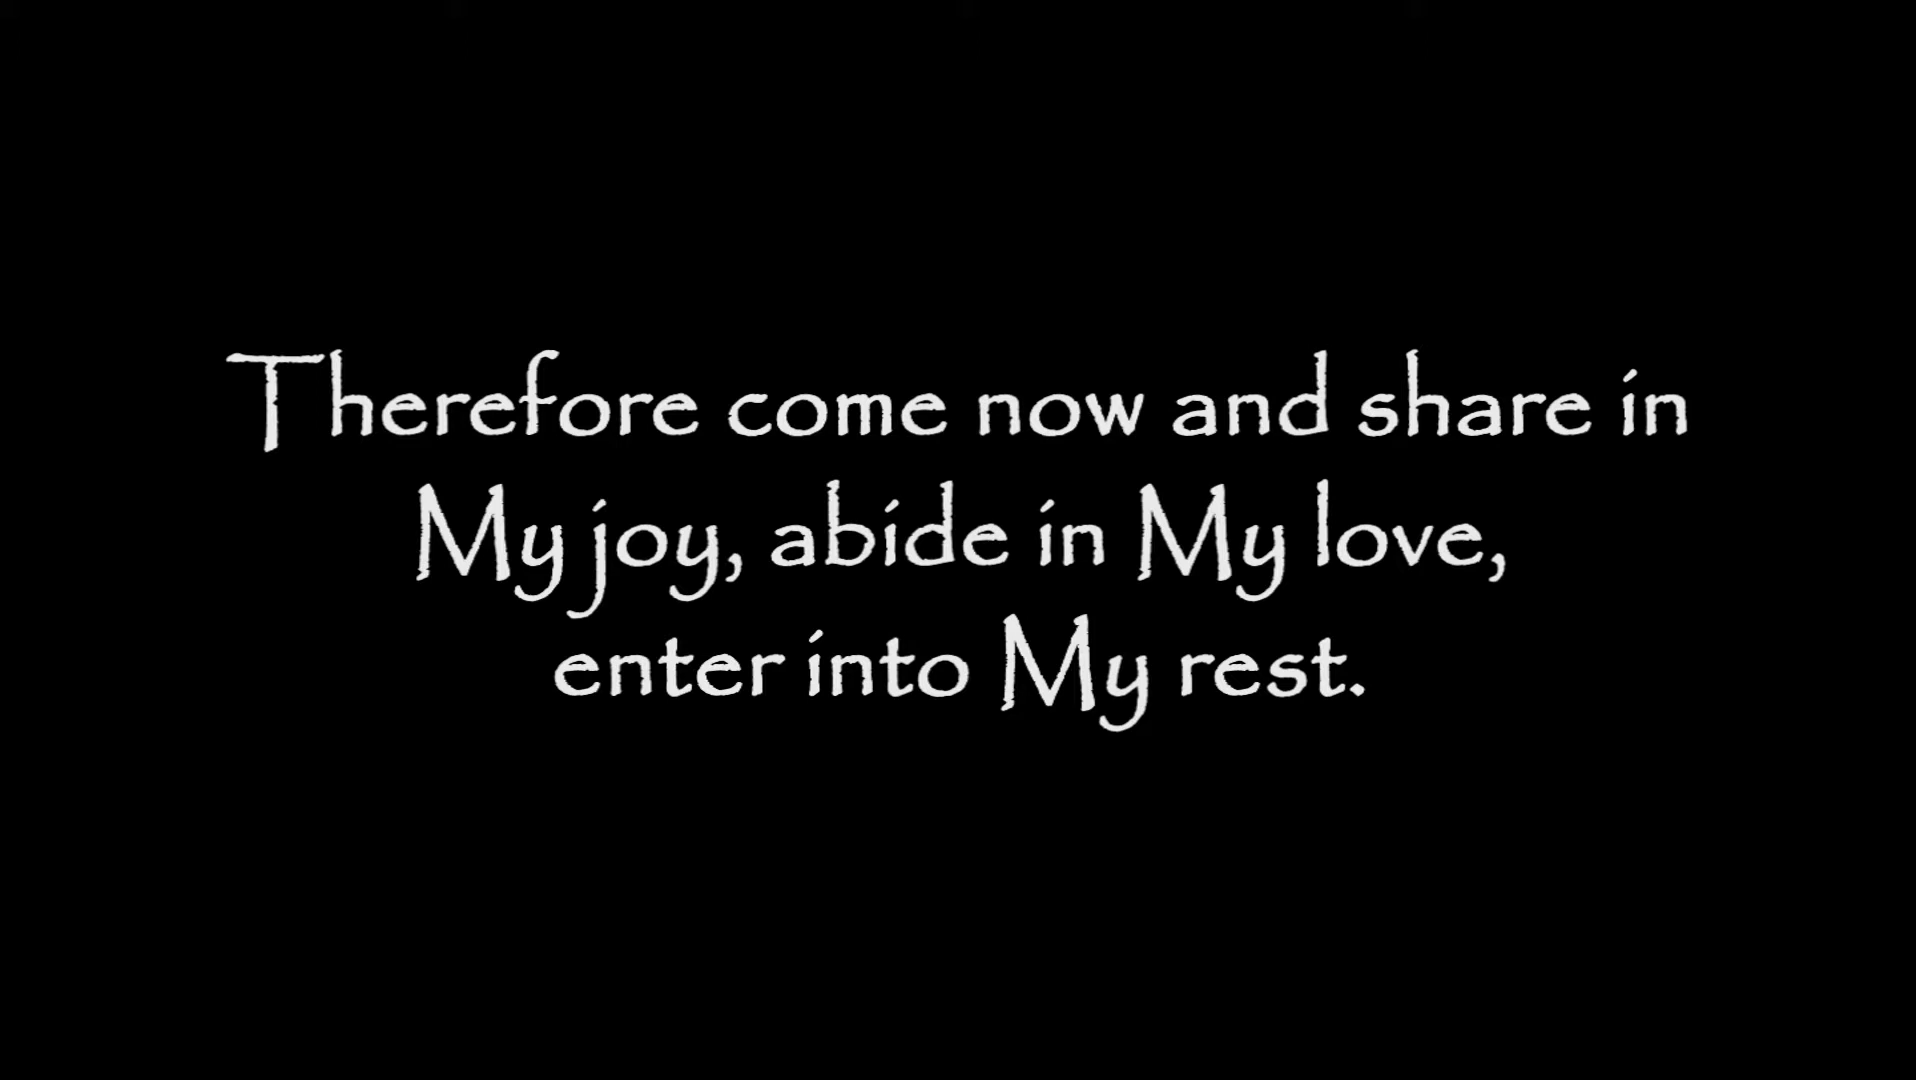 Therefore come now and share in
My joy, abide in My love,
enter into My rest.